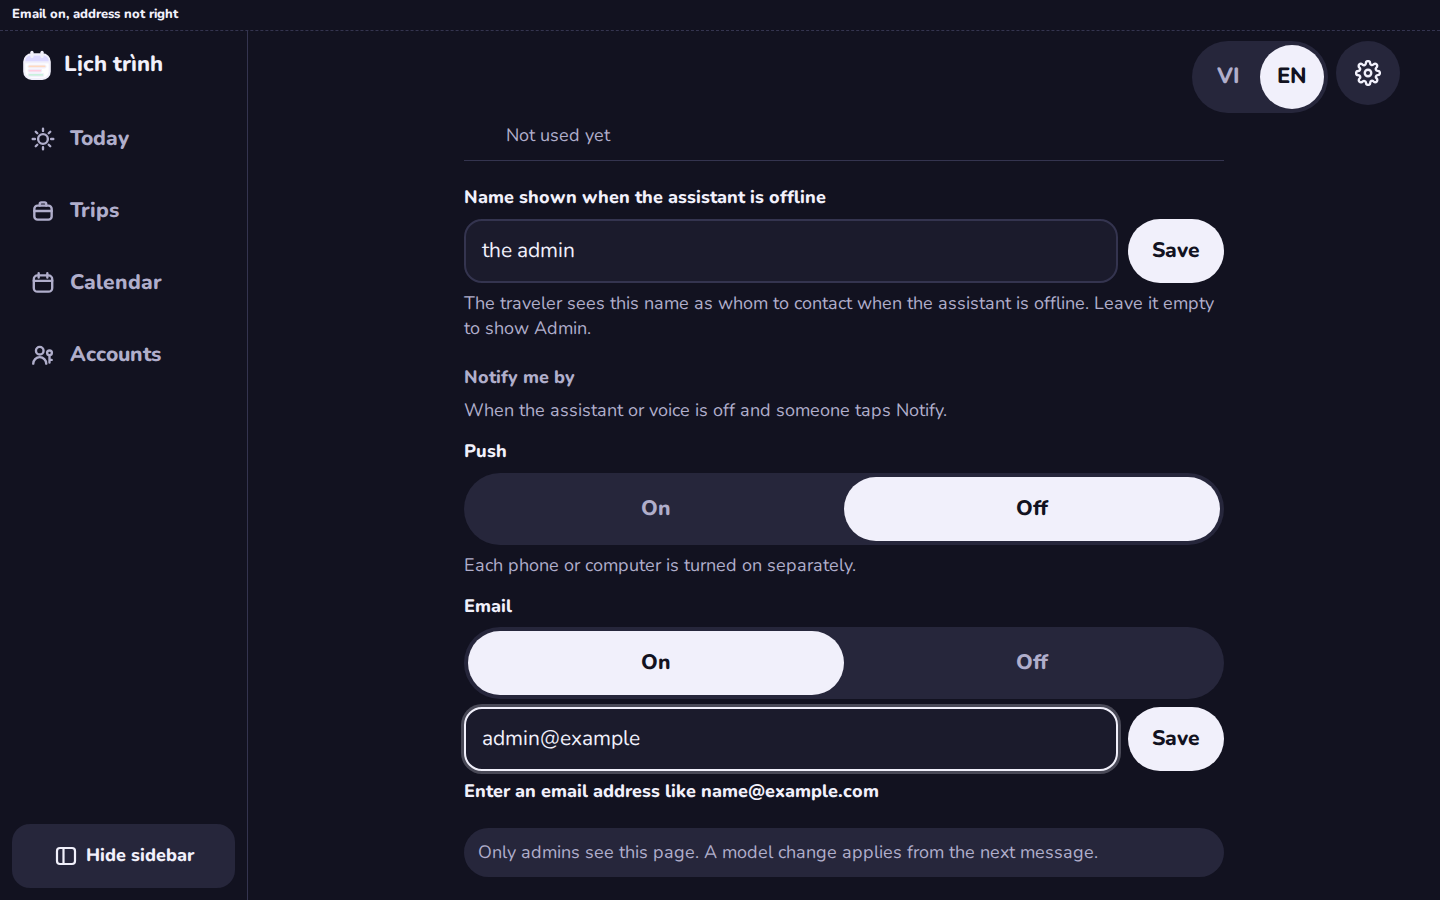 Email on, address not right
Lịch trình
VI
EN
Today
Trips
Calendar
Accounts
Not used yet
Name shown when the assistant is offline
the admin
Save
The traveler sees this name as whom to contact when the assistant is offline. Leave it empty
to show Admin.
Notify me by
When the assistant or voice is off and someone taps Notify.
Push
On
Off
Each phone or computer is turned on separately.
Email
On
Off
admin@example
Save
Enter an email address like name@example.com
Only admins see this page. A model change applies from the next message.
Hide sidebar